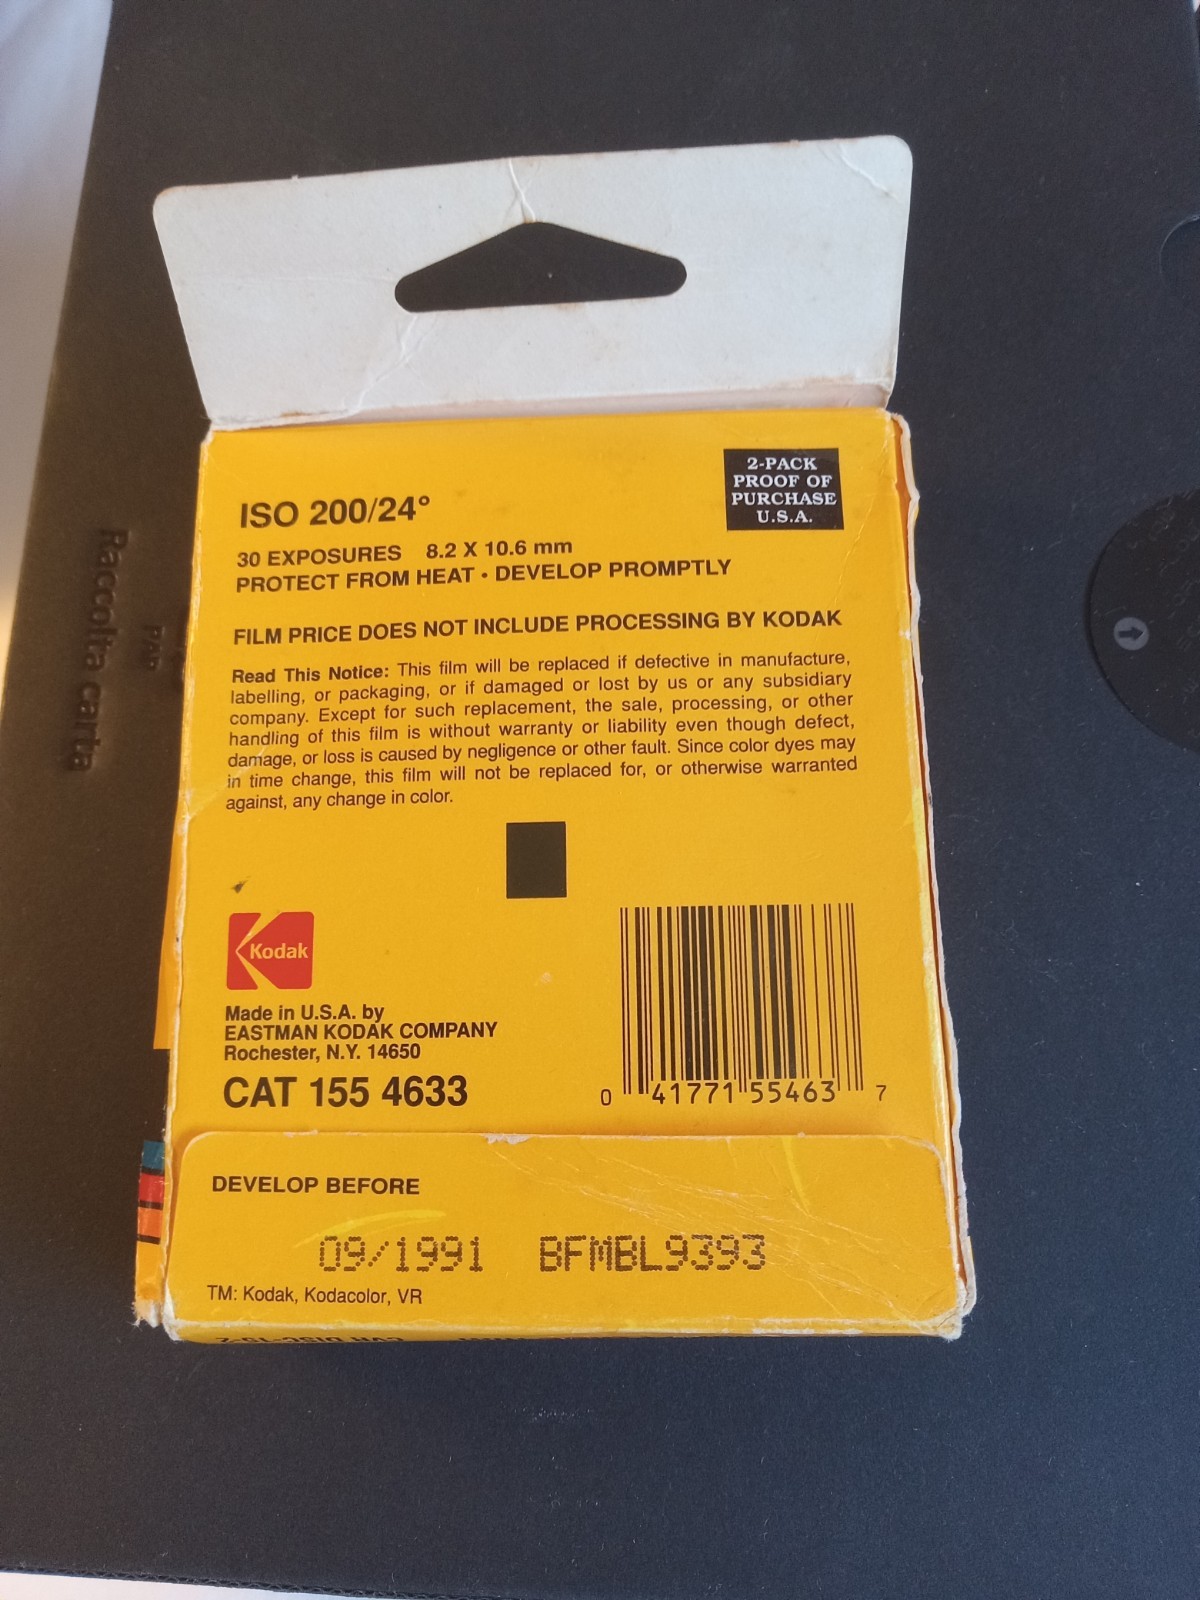 2-PACK
PROOF OF
PURCHASE
U.S.A.
ISO 200/24°
30 EXPOSURES 8.2 X 10.6 mm
PROTECT FROM HEAT • DEVELOP PROMPTLY
FILM PRICE DOES NOT INCLUDE PROCESSING BY KODAK
Read This Notice: This film will be replaced if defective in manufacture,
labelling, or packaging, or if damaged or lost by us or any subsidiary
company. Except for such replacement, the sale, processing, or other
handling of this film is without warranty or liability even though defect,
damage, or loss is caused by negligence or other fault. Since color dyes may
in time change, this film will not be replaced for, or otherwise warranted
against, any change in color.
Kodak
Made in U.S.A. by
EASTMAN KODAK COMPANY
Rochester, N.Y. 14650
CAT 155 4633
0 41771 55463 7
DEVELOP BEFORE
09/1991 BFMBL9393
TM: Kodak, Kodacolor, VR
CVR DISC-15-2
Raccolta carta
PAP